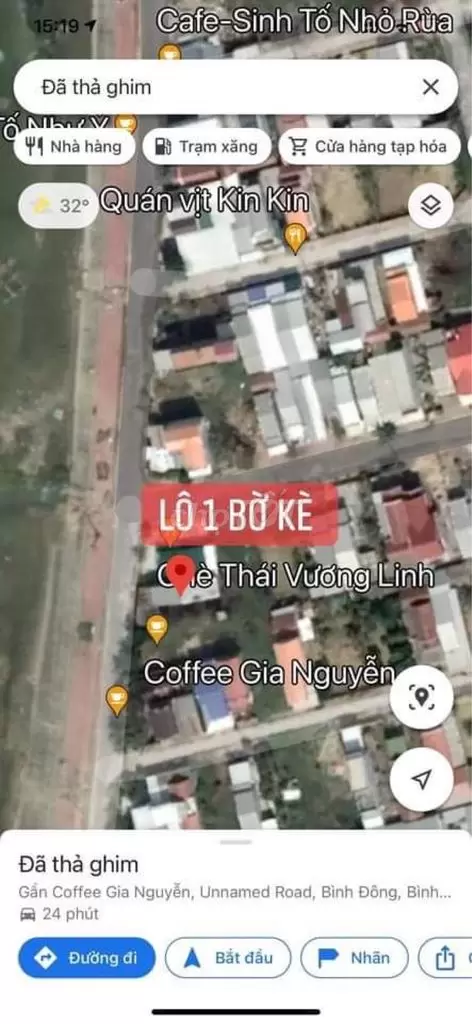 15:19
Cafe-Sinh Tố Nhỏ Rùa
Đã thả ghim
Tố Như Y
Nhà hàng
Trạm xăng
Cửa hàng tạp hóa
32°
Quán vịt Kin Kin
LÔ 1 BỜ KÈ
Chè Thái Vương Linh
Coffee Gia Nguyễn
Đã thả ghim
Gần Coffee Gia Nguyễn, Unnamed Road, Bình Đông, Bình...
24 phút
Đường đi
Bắt đầu
Nhãn